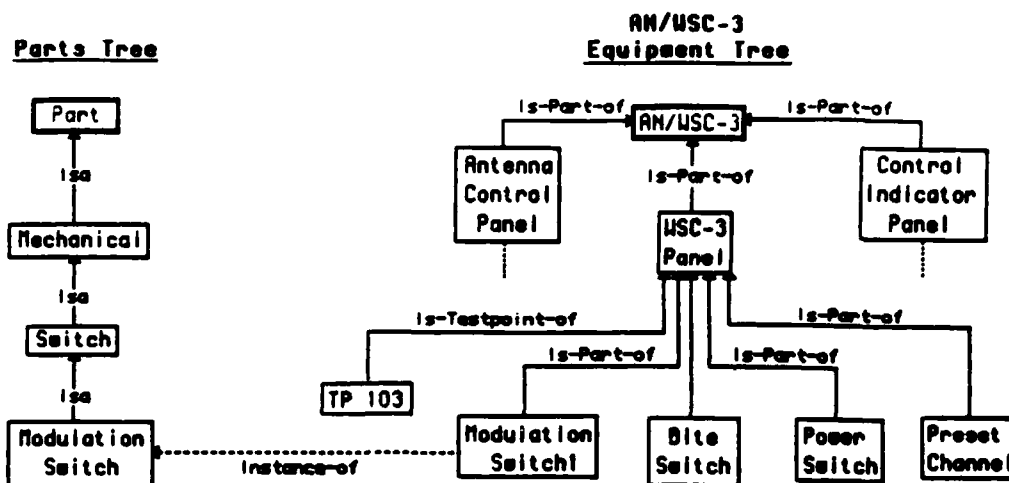 AN/WSC-3
Parts Tree
Equipment Tree
Is-Part-of
Is-Part-of
Part
AN/WSC-3
Antenna
Control
Panel
Control
Indicator
Panel
Isa
Is-Part-of
Mechanical
WSC-3
Panel
Isa
Is-Testpoint-of
Is-Part-of
Switch
Is-Part-of
Is-Part-of
Isa
TP 103
Modulation
Switch
Instance-of
Modulation
Switch1
Bite
Switch
Power
Switch
Preset
Channel